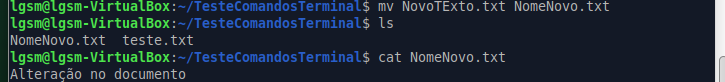 lgsm@lgsm-VirtualBox:~/TesteComandosTerminal$ mv NovoTExto.txt NomeNovo.txt
lgsm@lgsm-VirtualBox:~/TesteComandosTerminal$ ls
NomeNovo.txt  teste.txt
lgsm@lgsm-VirtualBox:~/TesteComandosTerminal$ cat NomeNovo.txt
Alteração no documento